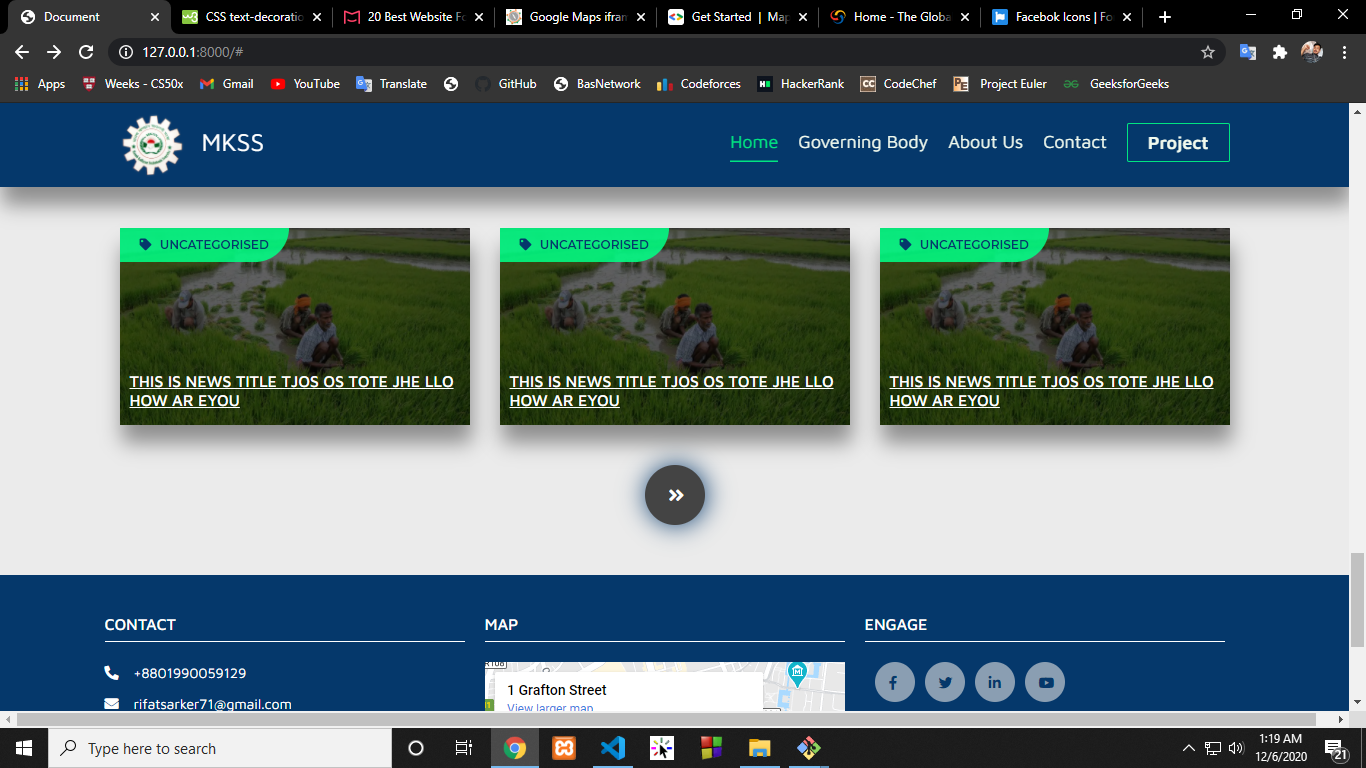 Document
CSS text-decoratio
20 Best Website Fo
Google Maps ifram
Get Started | Map
Home - The Globa
Facebok Icons | Fo
127.0.0.1:8000/#
Apps
Weeks - CS50x
Gmail
YouTube
Translate
GitHub
BasNetwork
Codeforces
HackerRank
CodeChef
Project Euler
GeeksforGeeks
MKSS
Home
Governing Body
About Us
Contact
Project
UNCATEGORISED
THIS IS NEWS TITLE TJOS OS TOTE JHE LLO
HOW AR EYOU
UNCATEGORISED
THIS IS NEWS TITLE TJOS OS TOTE JHE LLO
HOW AR EYOU
UNCATEGORISED
THIS IS NEWS TITLE TJOS OS TOTE JHE LLO
HOW AR EYOU
CONTACT
+8801990059129
rifatsarker71@gmail.com
MAP
R108
1 Grafton Street
View larger map
ENGAGE
Type here to search
1:19 AM
12/6/2020
21